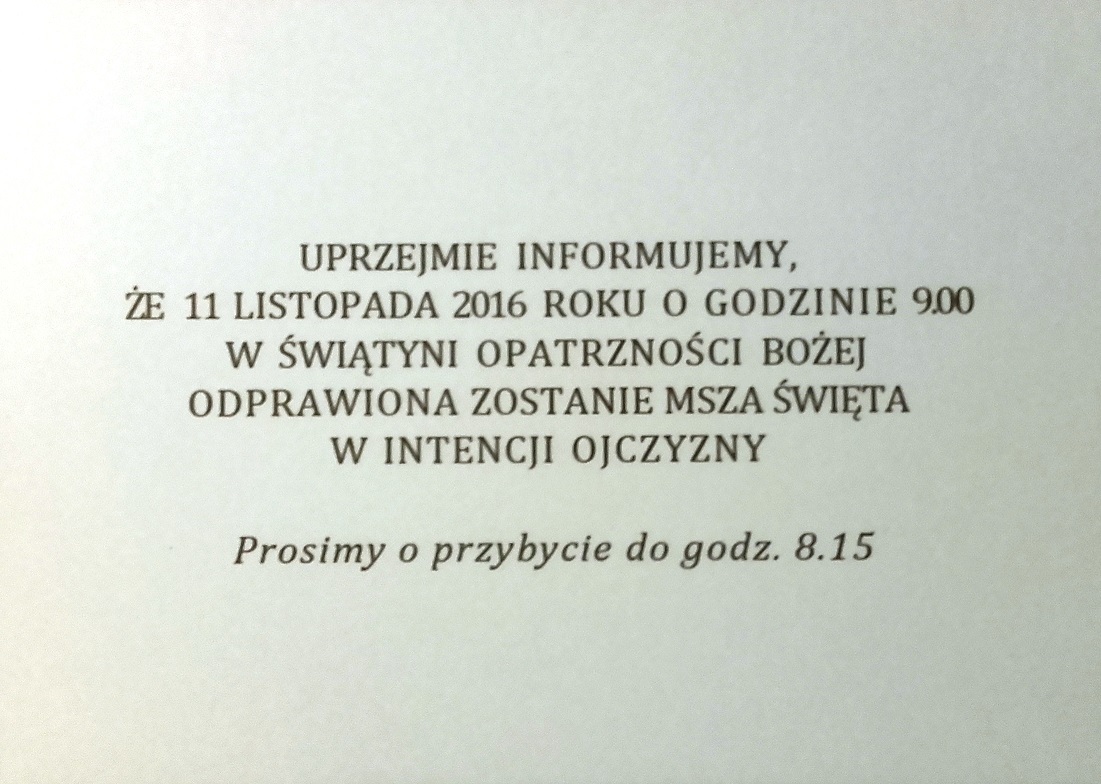 UPRZEJMIE INFORMUJEMY,
ŻE 11 LISTOPADA 2016 ROKU O GODZINIE 9.00
W ŚWIĄTYNI OPATRZNOŚCI BOŻEJ
ODPRAWIONA ZOSTANIE MSZA ŚWIĘTA
W INTENCJI OJCZYZNY
Prosimy o przybycie do godz. 8.15